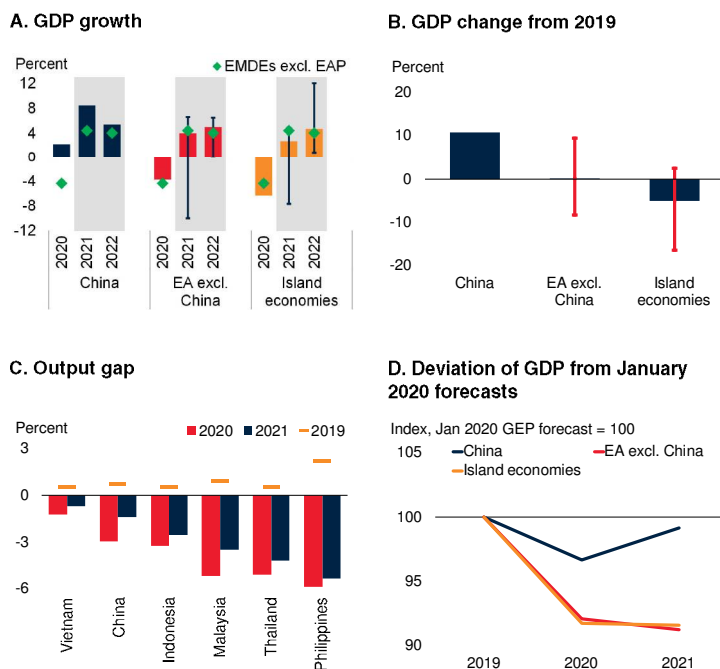 A. GDP growth
Percent
EMDEs excl. EAP
12
8
4
0
-4
-8
-12
2020
2021
2022
2020
2021
2022
2020
2021
2022
China
EA excl.
China
Island
economies
B. GDP change from 2019
Percent
20
10
0
-10
-20
China
EA excl.
China
Island
economies
C. Output gap
Percent
2020
2021
2019
3
0
-3
-6
Vietnam
China
Indonesia
Malaysia
Thailand
Philippines
D. Deviation of GDP from January
2020 forecasts
Index, Jan 2020 GEP forecast = 100
China
EA excl. China
Island economies
105
100
95
90
2019
2020
2021